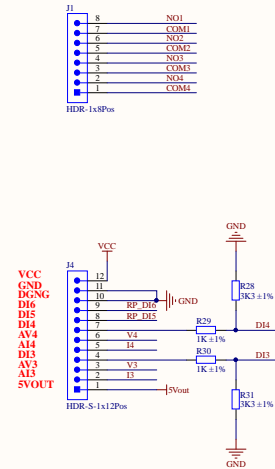 J1
8 NO1
7 COM1
6 NO2
5 COM2
4 NO3
3 COM3
2 NO4
1 COM4
HDR-1x8Pos
GND
J4
VCC
VCC 12
GND 11
DGNG 10 GND
DI6 9 RP_DI6
DI5 8 RP_DI5
DI4 7
AV4 6 V4
AI4 5 I4
DI3 4
AV3 3 V3
AI3 2 I3
5VOUT 1 5Vout
HDR-S-1x12Pos
R28
3K3 ±1%
R29 DI4
1K ±1%
R30 DI3
1K ±1%
R31
3K3 ±1%
GND